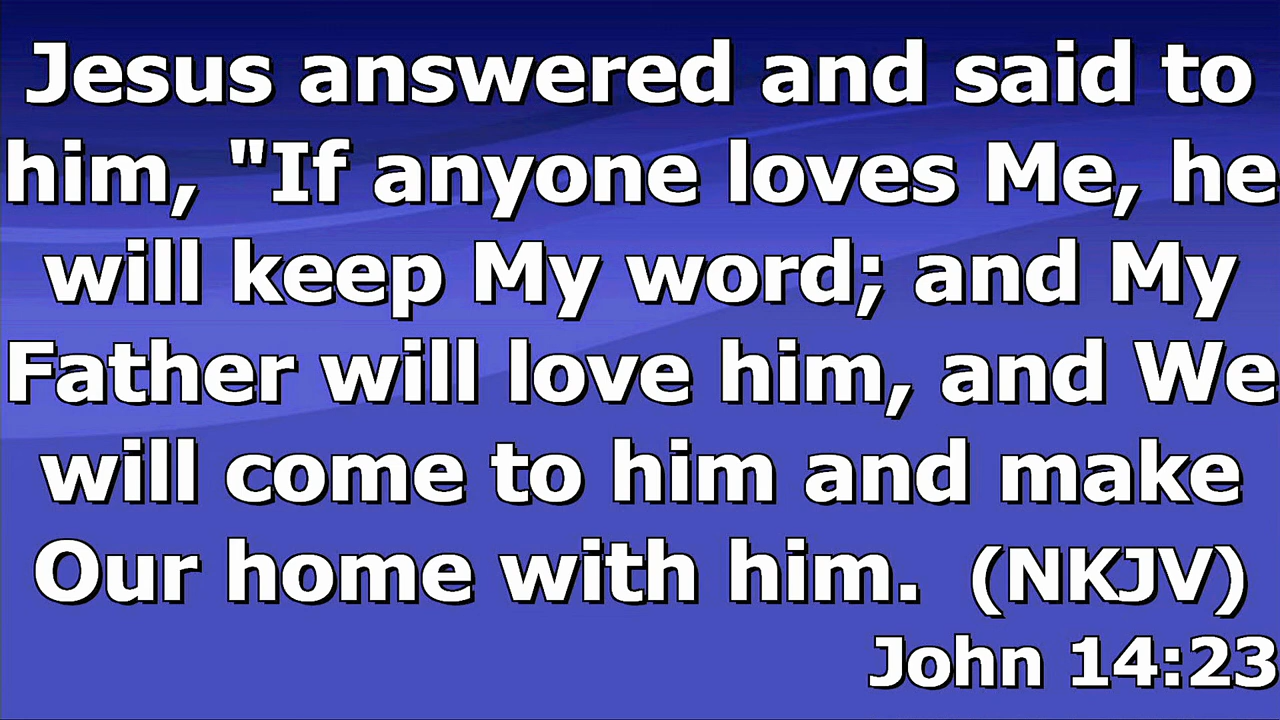 Jesus answered and said to
him, "If anyone loves Me, he
will keep My word; and My
Father will love him, and We
will come to him and make
Our home with him.  (NKJV)
John 14:23